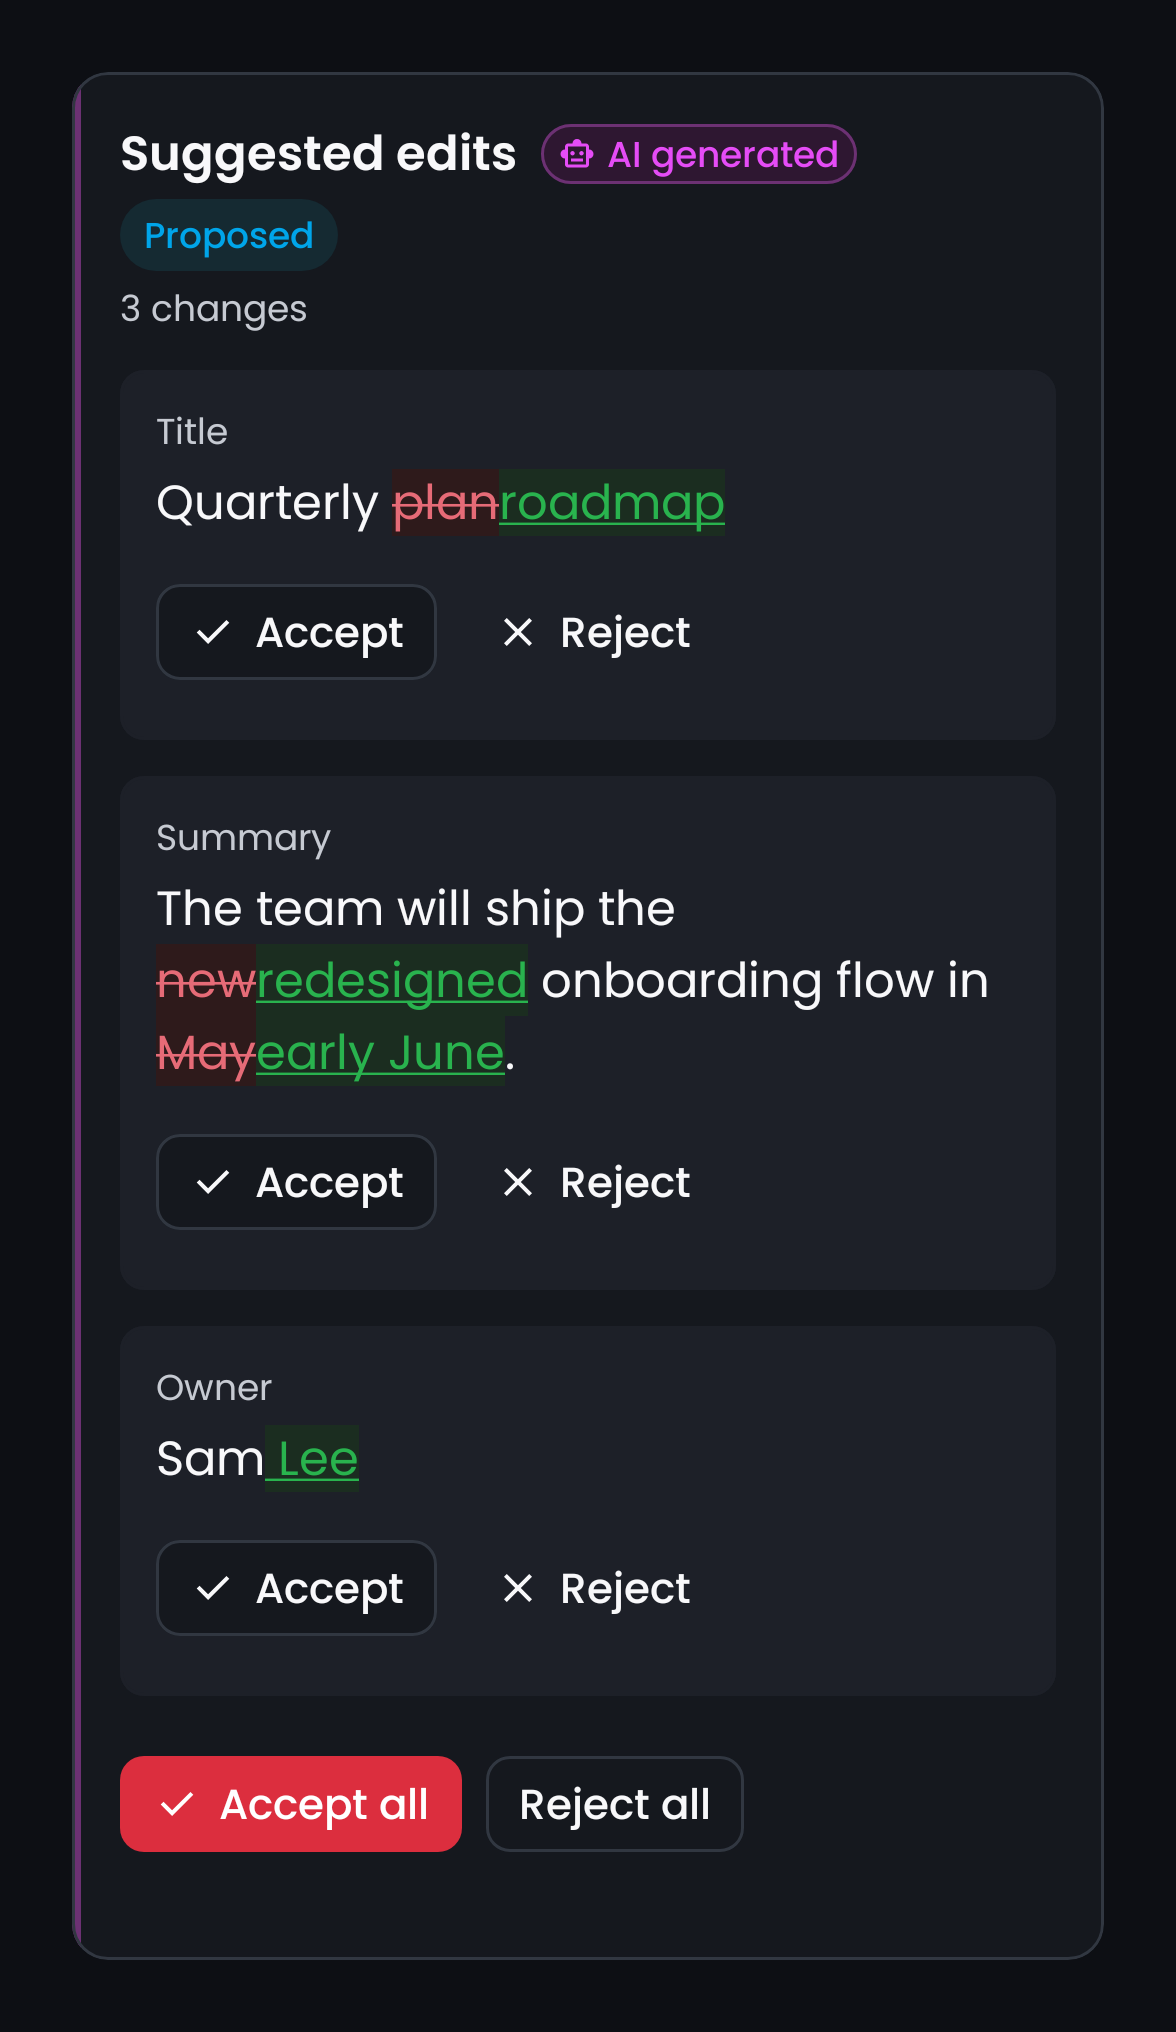 Suggested edits AI generated
Proposed
3 changes
Title
Quarterly planroadmap
Accept Reject
Summary
The team will ship the
newredesigned onboarding flow in
Mayearly June.
Accept Reject
Owner
Sam Lee
Accept Reject
Accept all Reject all